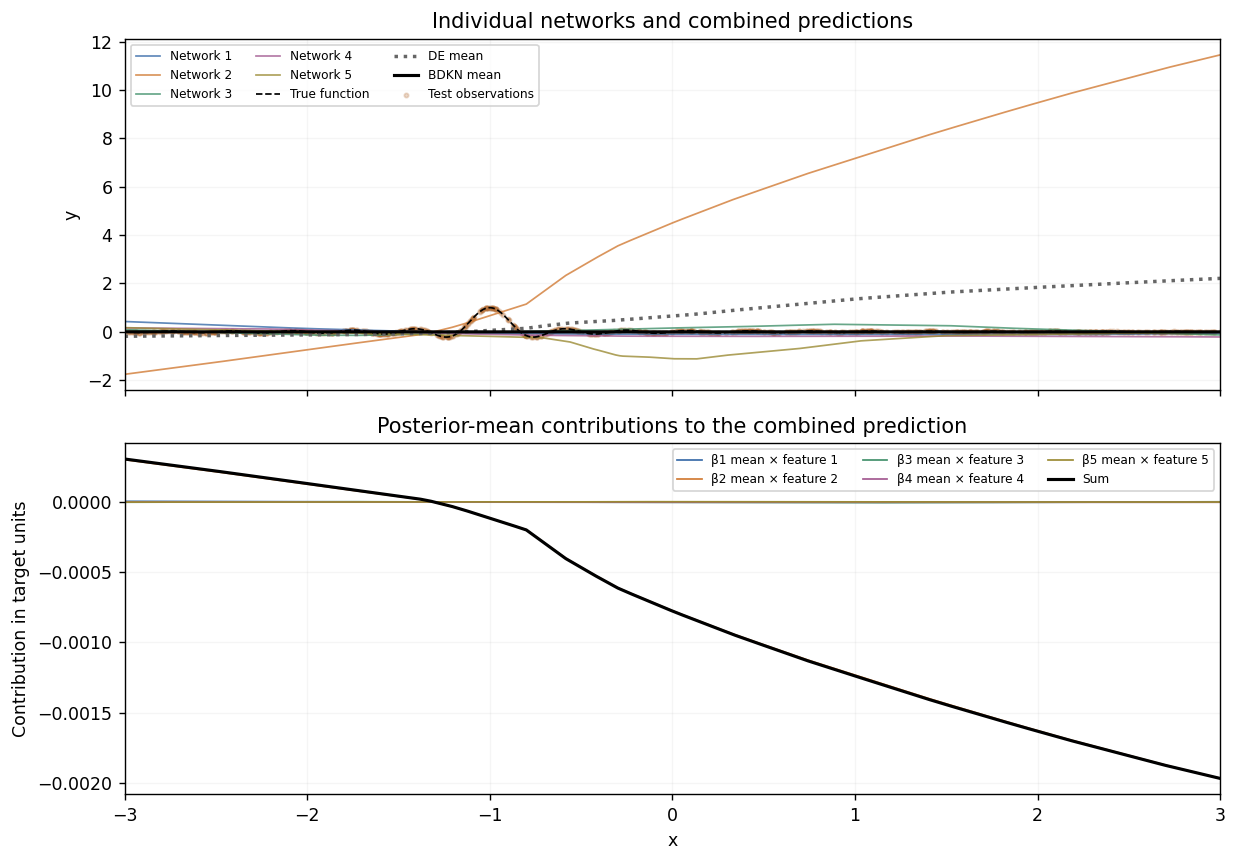 Individual networks and combined predictions
Network 1 Network 4 DE mean
Network 2 Network 5 BDKN mean
Network 3 True function Test observations
12
10
8
6
4
2
0
−2
y
Posterior-mean contributions to the combined prediction
β1 mean × feature 1 β3 mean × feature 3 β5 mean × feature 5
β2 mean × feature 2 β4 mean × feature 4 Sum
0.0000
−0.0005
−0.0010
−0.0015
−0.0020
Contribution in target units
−3 −2 −1 0 1 2 3
x